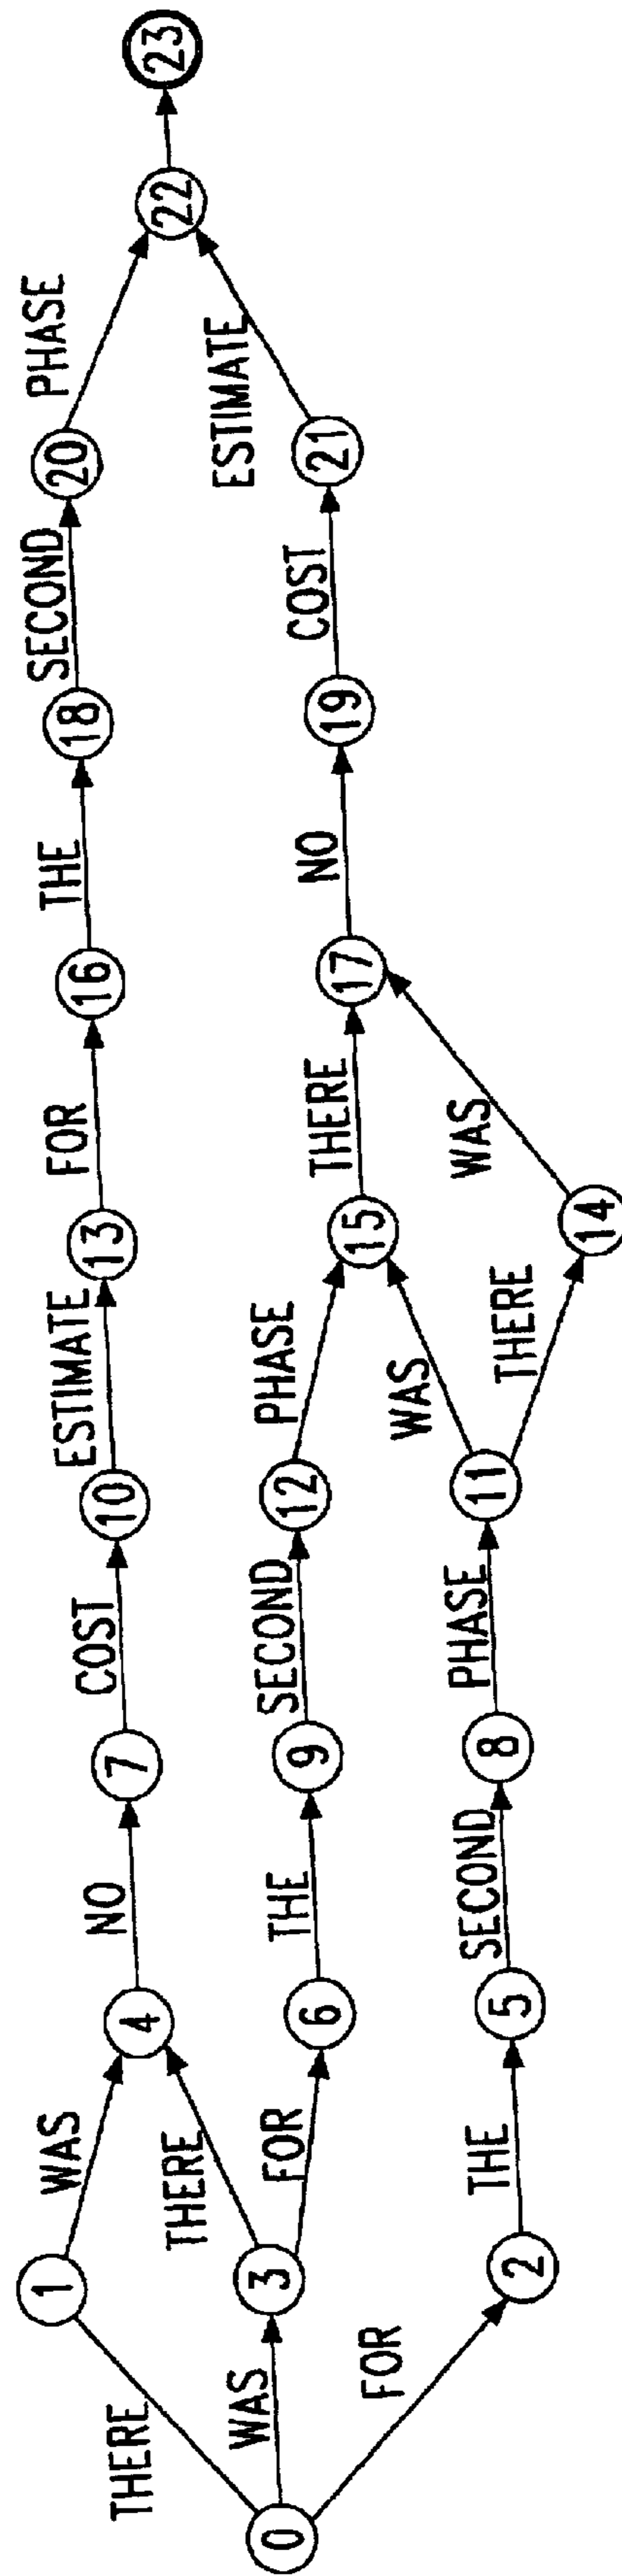 0
THERE
1
WAS
4
NO
7
COST
10
ESTIMATE
13
FOR
16
THE
18
SECOND
20
PHASE
22
23
WAS
3
THERE
FOR
6
THE
9
SECOND
12
PHASE
15
THERE
17
NO
19
COST
21
ESTIMATE
FOR
2
THE
5
SECOND
8
PHASE
11
WAS
THERE
14
WAS